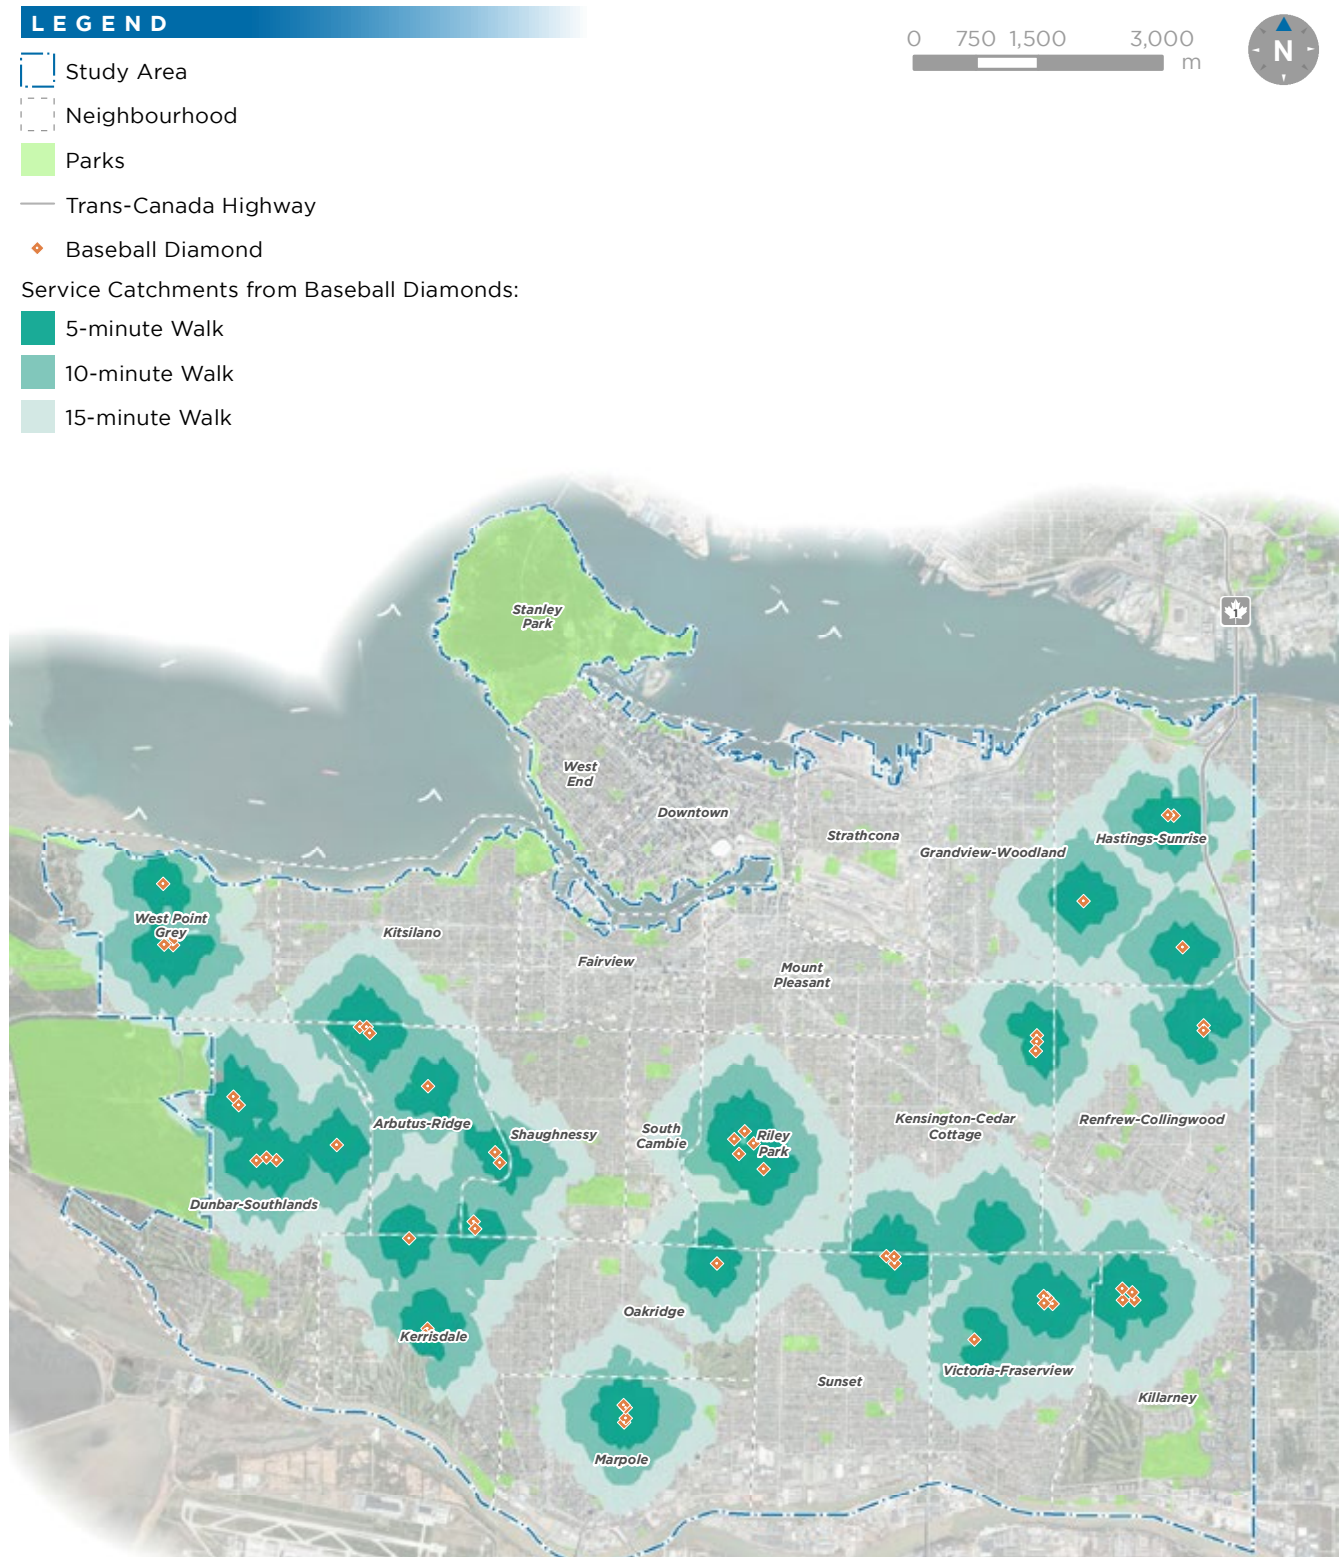 LEGEND
Study Area
Neighbourhood
Parks
Trans-Canada Highway
Baseball Diamond
Service Catchments from Baseball Diamonds:
5-minute Walk
10-minute Walk
15-minute Walk
0 750 1,500 3,000
m
N
Stanley
Park
1
West
End
Downtown
Strathcona
Grandview-Woodland
Hastings-Sunrise
West Point
Grey
Kitsilano
Fairview
Mount
Pleasant
Arbutus-Ridge
Shaughnessy
South
Cambie
Riley
Park
Kensington-Cedar
Cottage
Renfrew-Collingwood
Dunbar-Southlands
Oakridge
Kerrisdale
Sunset
Victoria-Fraserview
Killarney
Marpole